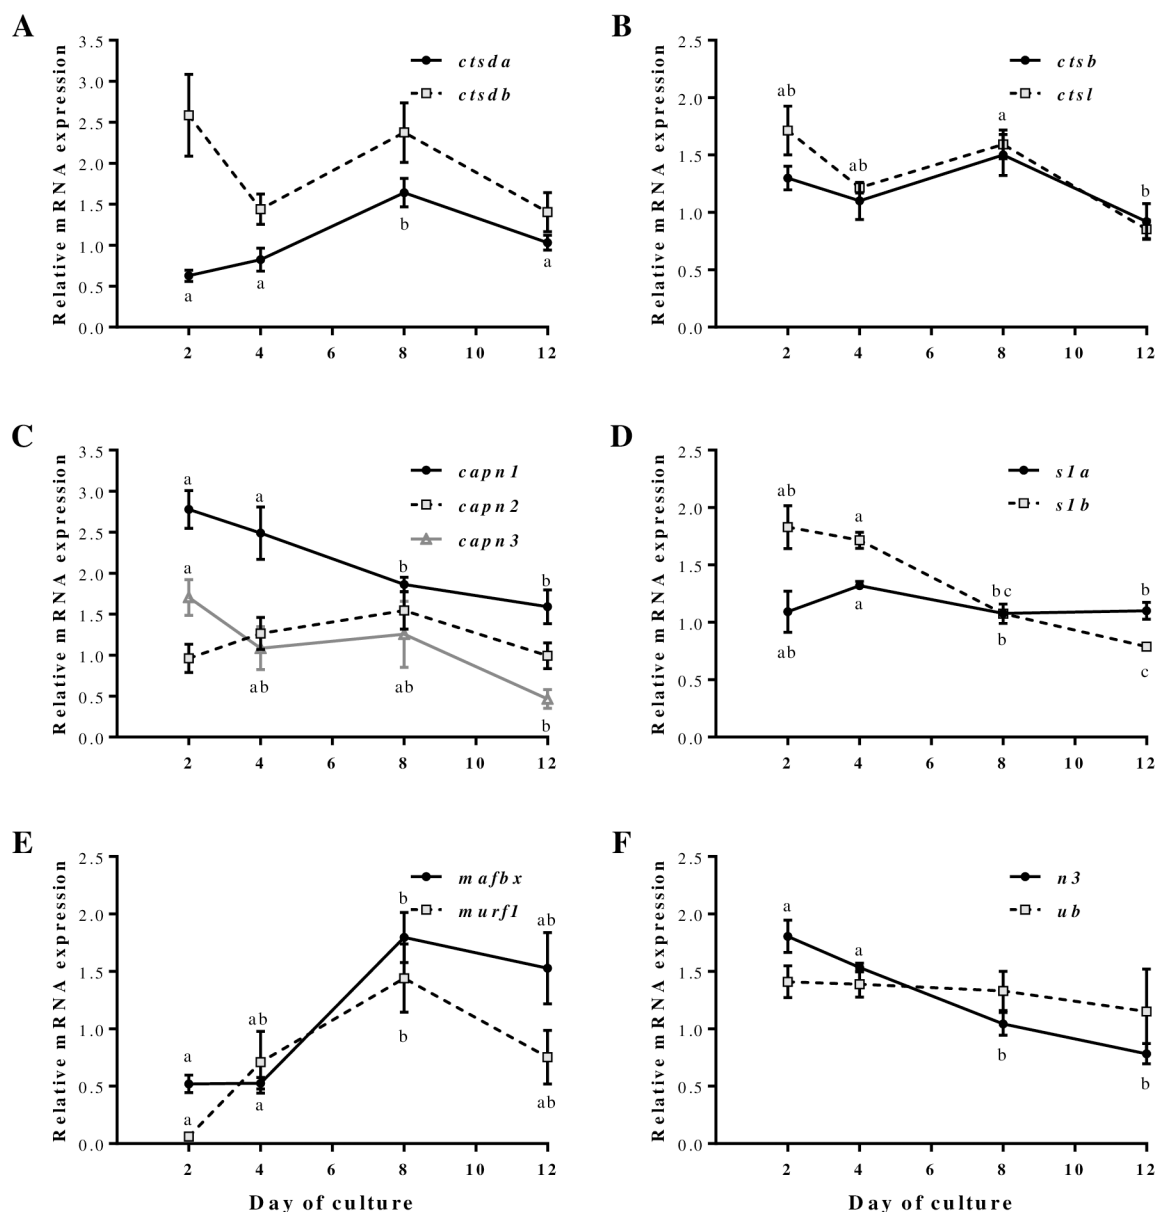 A
Relative mRNA expression
3.5
3.0
2.5
2.0
1.5
1.0
0.5
0.0
ctsda
ctsdb
a
a
b
a
2 4 6 8 10 12
B
Relative mRNA expression
2.5
2.0
1.5
1.0
0.5
0.0
ctsb
ctsl
ab
ab
a
b
2 4 6 8 10 12
C
Relative mRNA expression
3.5
3.0
2.5
2.0
1.5
1.0
0.5
0.0
capn1
capn2
capn3
a
a
b
b
a
ab
ab
b
2 4 6 8 10 12
D
Relative mRNA expression
2.5
2.0
1.5
1.0
0.5
0.0
s1a
s1b
ab
a
bc
b
ab
a
b
c
2 4 6 8 10 12
E
Relative mRNA expression
2.5
2.0
1.5
1.0
0.5
0.0
mafbx
murf1
a
ab
b
ab
a
a
b
ab
2 4 6 8 10 12
Day of culture
F
Relative mRNA expression
2.5
2.0
1.5
1.0
0.5
0.0
n3
ub
a
a
b
b
2 4 6 8 10 12
Day of culture